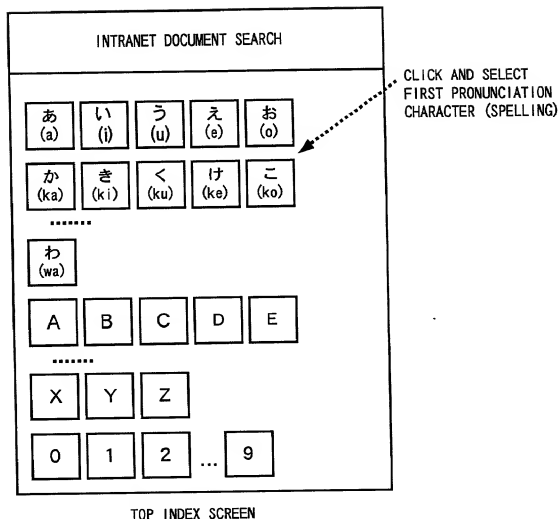 INTRANET DOCUMENT SEARCH
CLICK AND SELECT
FIRST PRONUNCIATION
CHARACTER (SPELLING)
あ い う え お
(a) (i) (u) (e) (o)
か き く け こ
(ka) (ki) (ku) (ke) (ko)
.......
わ
(wa)
A B C D E
.......
X Y Z
0 1 2 ... 9
TOP INDEX SCREEN